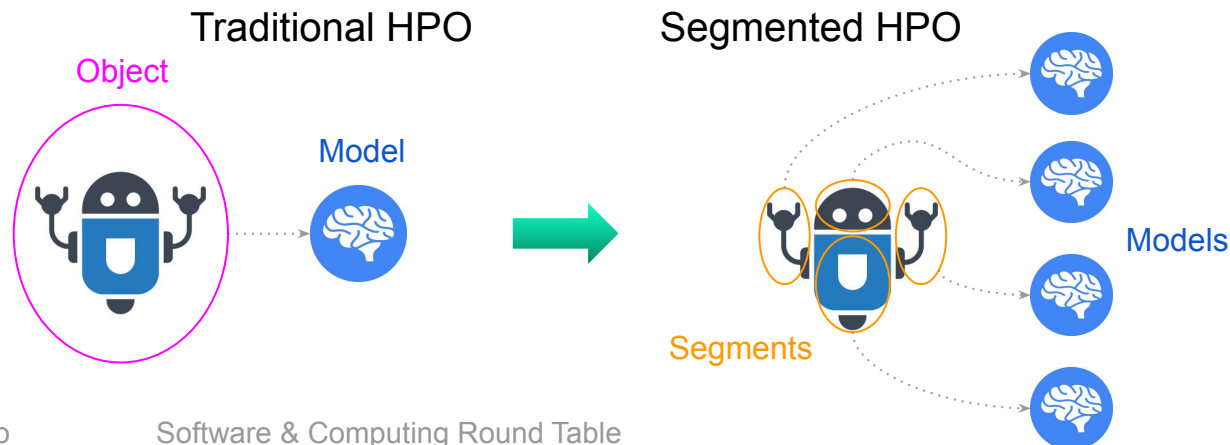 Traditional HPO
Segmented HPO
Object
Model
Models
Segments
Software & Computing Round Table